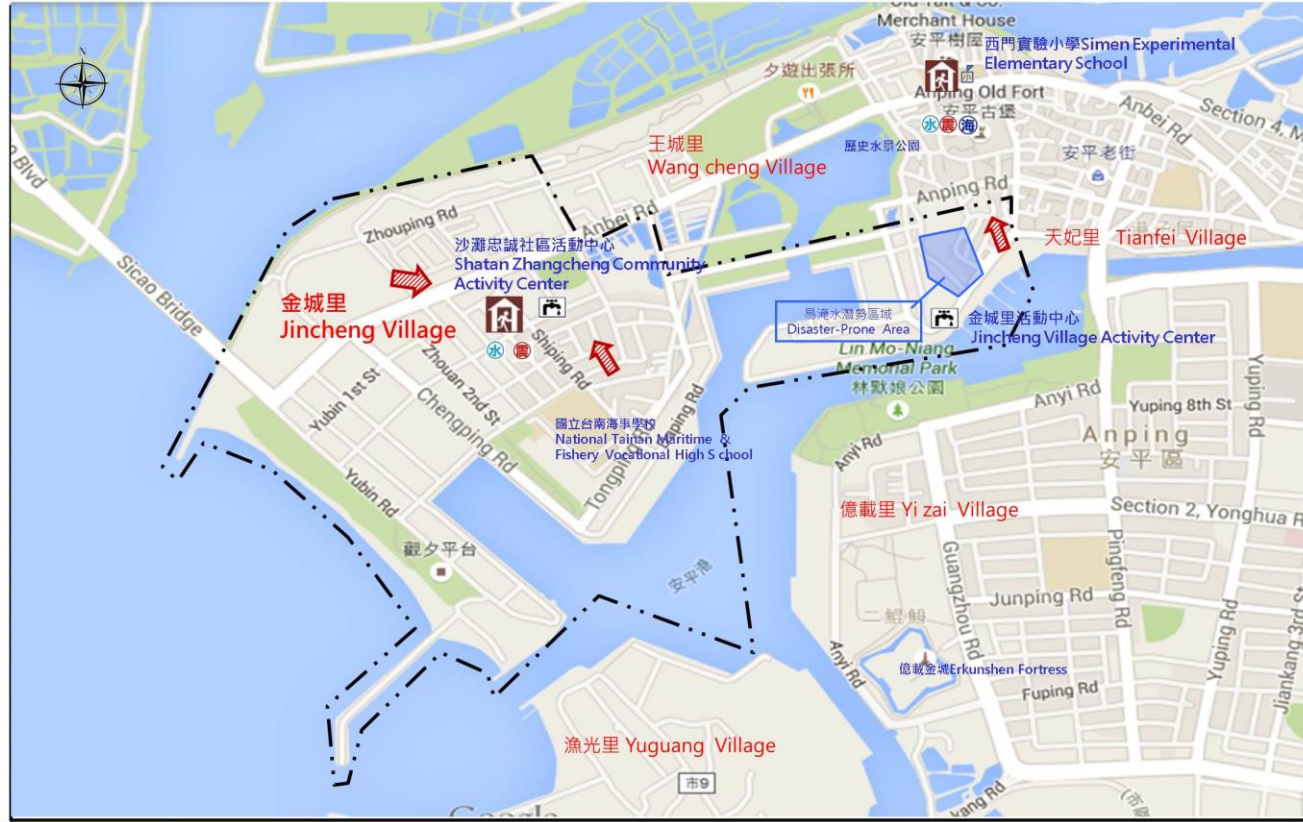 Merchant House
安平樹屋
西門實驗小學Simen Experimental
Elementary School
夕遊出張所
小
Anping Old Fort
安平古堡
水 震 海
Anbei Rd
N
王城里
Wang cheng Village
歷史水景公園
安平老街
Anping Rd
Zhouping Rd
Anbei Rd
天妃里 Tianfei Village
沙灘忠誠社區活動中心
Shatan Zhangcheng Community
Activity Center
Sicao Bridge
金城里
Jincheng Village
易淹水潛勢區域
Disaster-Prone Area
金城里活動中心
Jincheng Village Activity Center
水 震
Shiping Rd
Lin Mo-Niang
Memorial Park
林默娘公園
Zhouan 2nd St
Yubin 1st St
Chengping Rd
Anyi Rd
Yuping 8th St
Yuping Rd
國立台南海事學校
National Tainan Maritime &
Fishery Vocational High S chool
Tongping Rd
Anyi Rd
Anping
安平區
Yubin Rd
億載里 Yi zai Village
Section 2, Yonghua R
觀夕平台
安平港
Guangzhou Rd
Pingfeng Rd
Junping Rd
二鯤鯓
Anyi Rd
億載金城Erkunshen Fortress
Yuping Rd
Jiankang 3rd St
Fuping Rd
漁光里 Yuguang Village
市9
Google